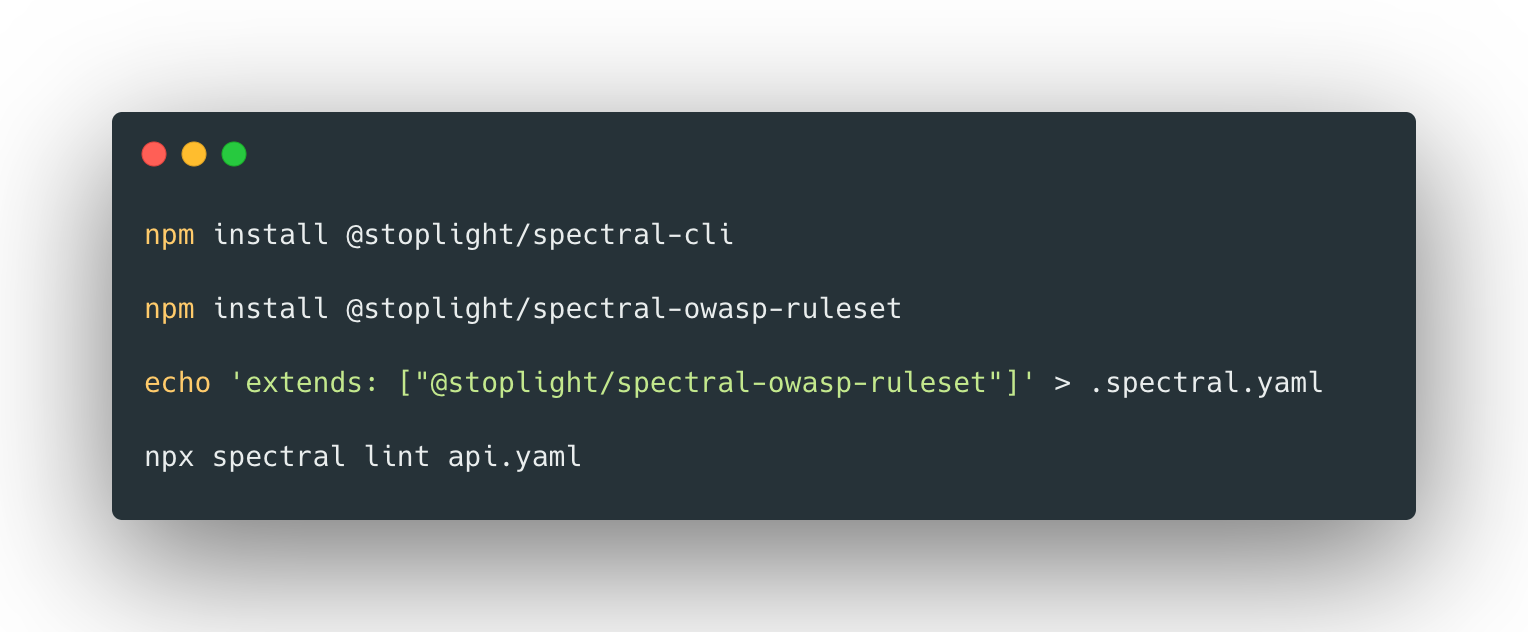 npm install @stoplight/spectral-cli
npm install @stoplight/spectral-owasp-ruleset
echo 'extends: ["@stoplight/spectral-owasp-ruleset"]' > .spectral.yaml
npx spectral lint api.yaml